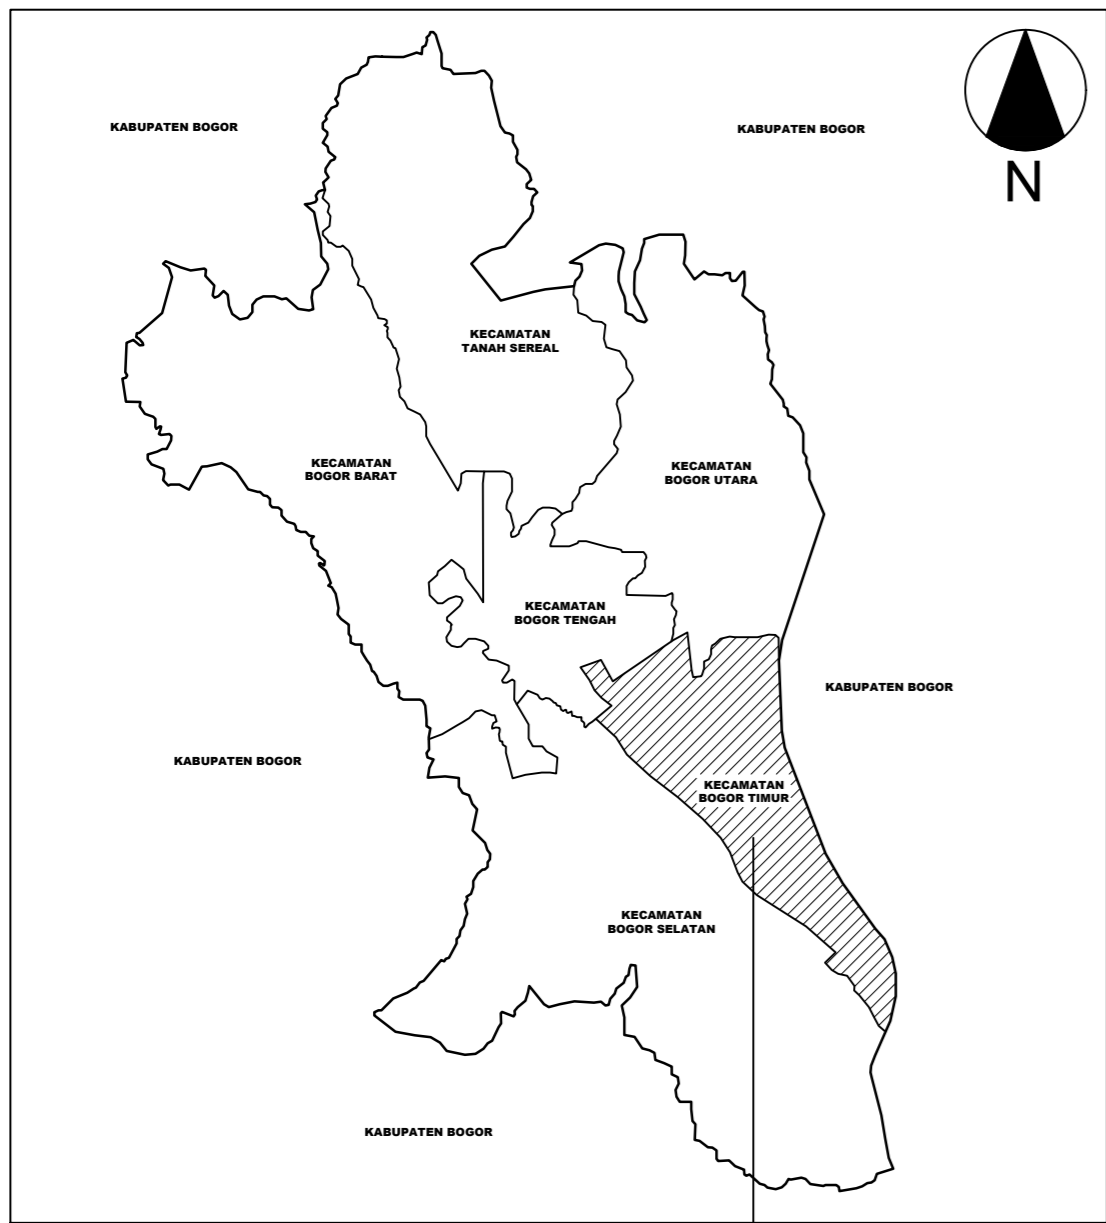 KABUPATEN BOGOR
KABUPATEN BOGOR
N
KECAMATAN
TANAH SEREAL
KECAMATAN
BOGOR BARAT
KECAMATAN
BOGOR UTARA
KECAMATAN
BOGOR TENGAH
KABUPATEN BOGOR
KABUPATEN BOGOR
KECAMATAN
BOGOR TIMUR
KECAMATAN
BOGOR SELATAN
KABUPATEN BOGOR